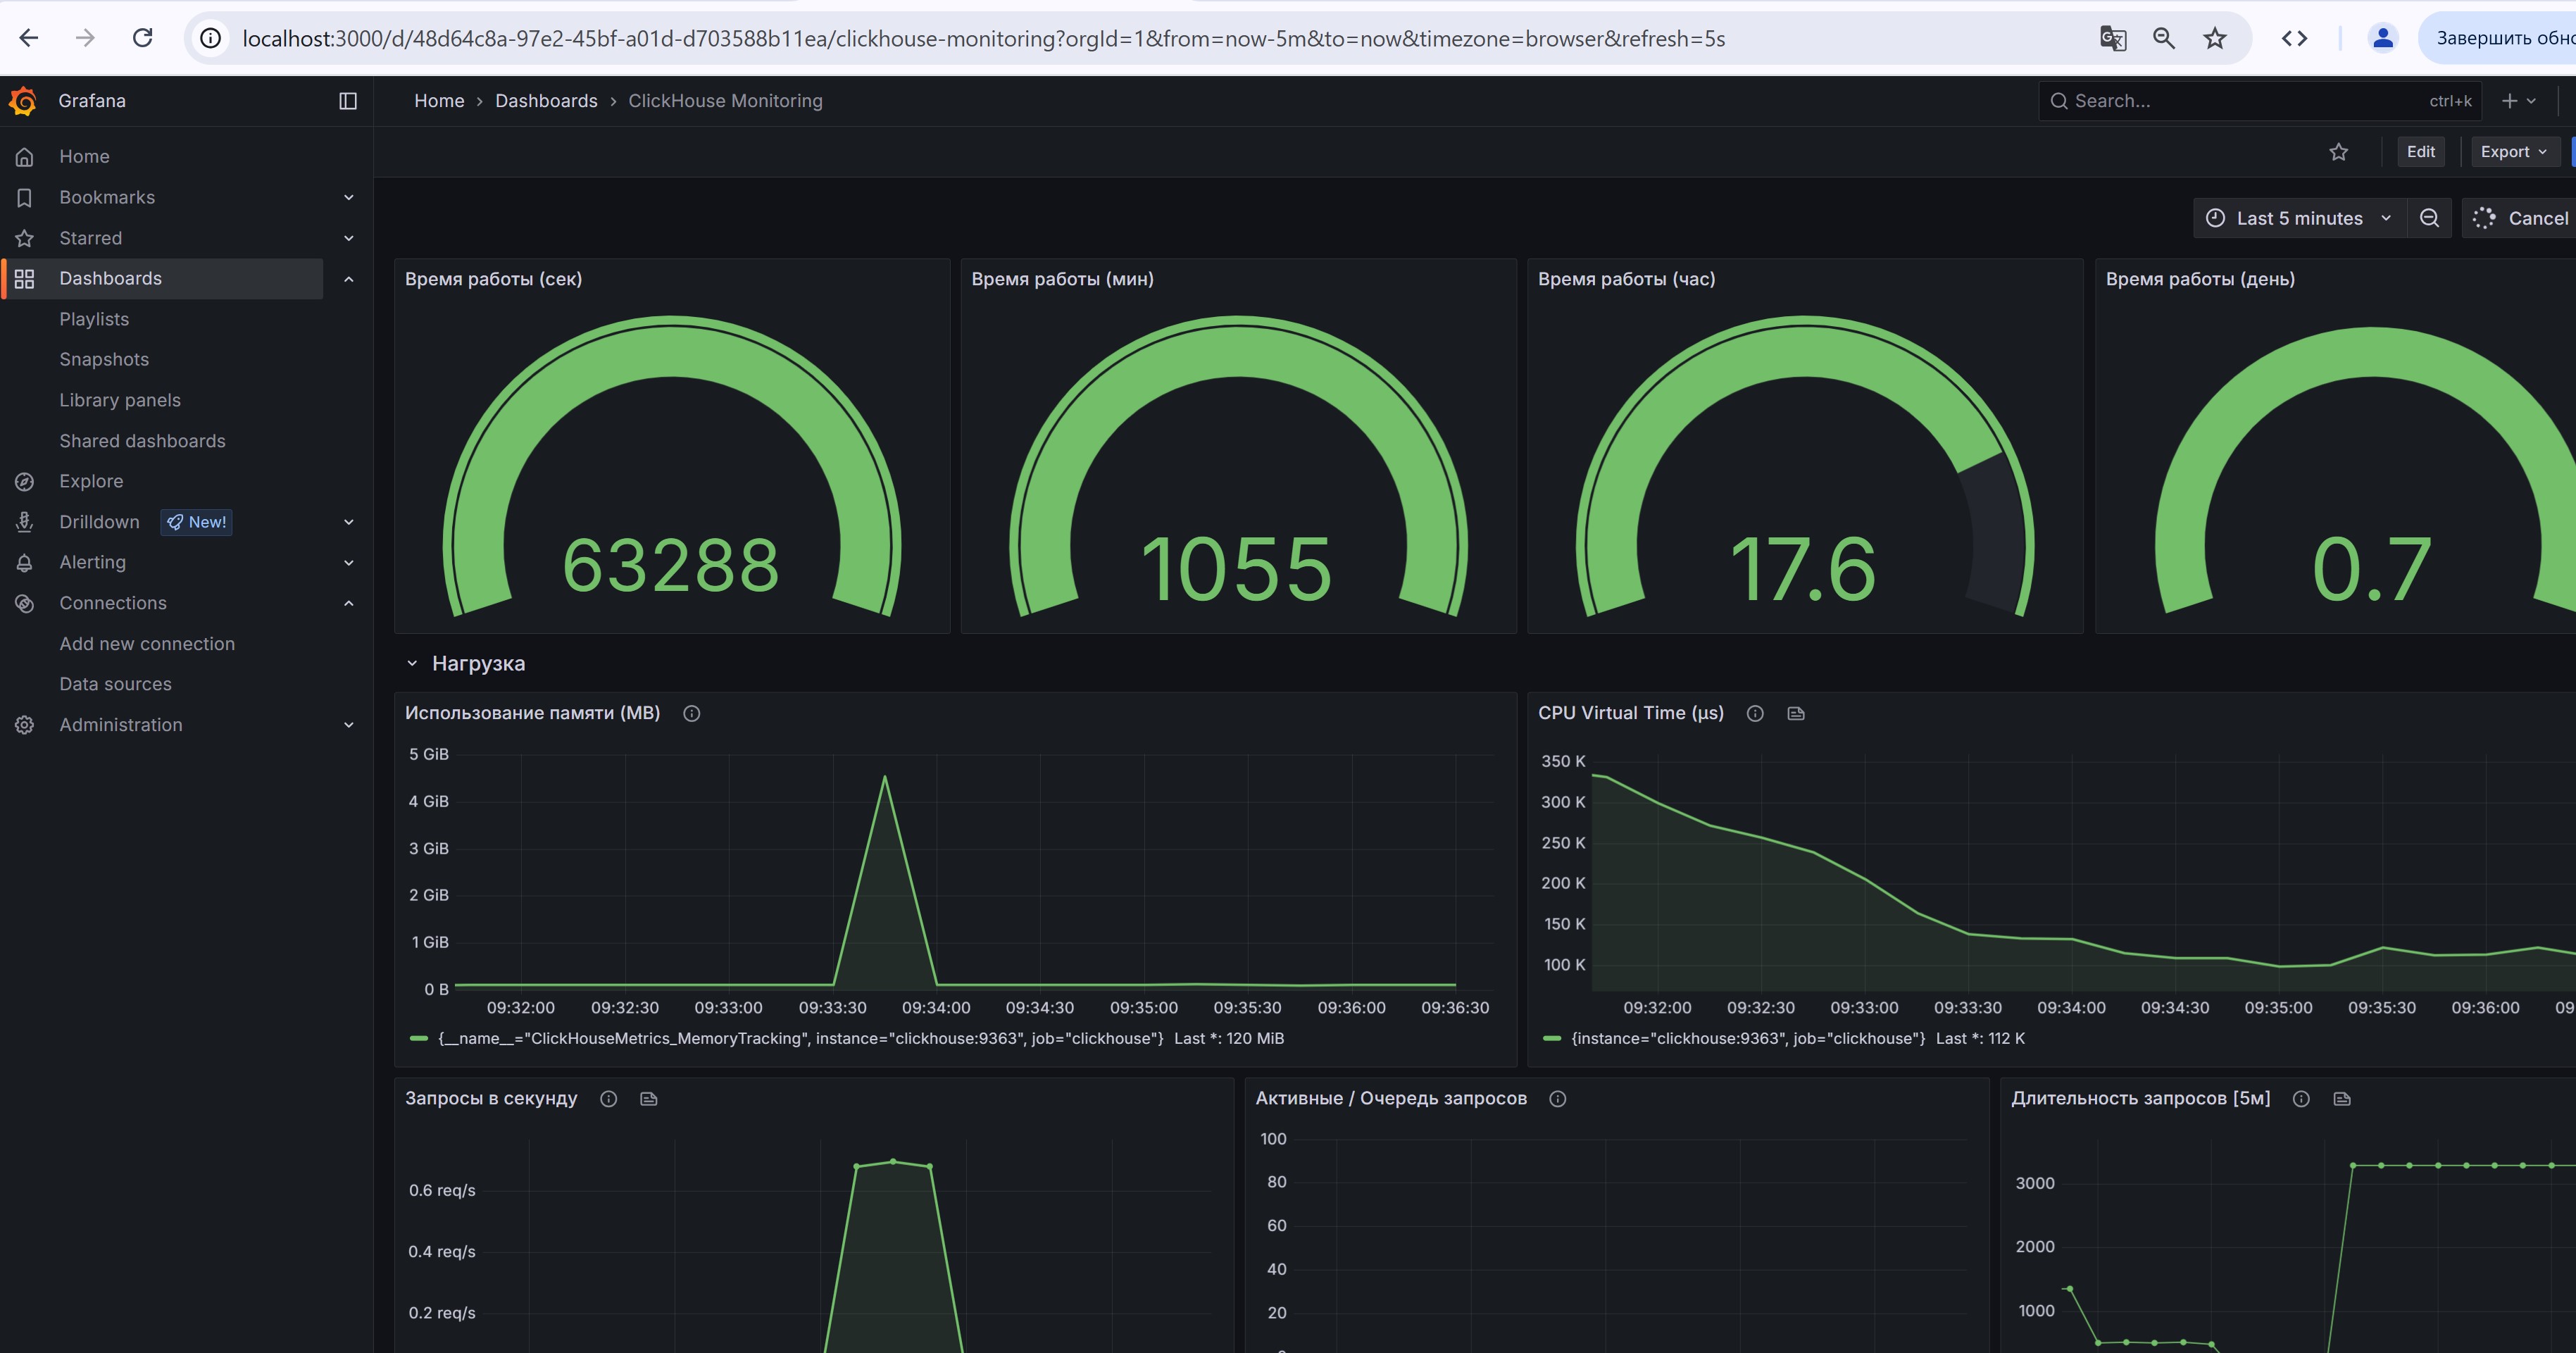 localhost:3000/d/48d64c8a-97e2-45bf-a01d-d703588b11ea/clickhouse-monitoring?orgId=1&from=now-5m&to=now&timezone=browser&refresh=5s
Завершить обно
Grafana
Home › Dashboards › ClickHouse Monitoring
Search...
ctrl+k
Home
Bookmarks
Starred
Dashboards
Playlists
Snapshots
Library panels
Shared dashboards
Explore
Drilldown New!
Alerting
Connections
Add new connection
Data sources
Administration
Edit
Export
Last 5 minutes
Cancel
Время работы (сек)
63288
Время работы (мин)
1055
Время работы (час)
17.6
Время работы (день)
0.7
Нагрузка
Использование памяти (MB)
5 GiB
4 GiB
3 GiB
2 GiB
1 GiB
0 B
09:32:00 09:32:30 09:33:00 09:33:30 09:34:00 09:34:30 09:35:00 09:35:30 09:36:00 09:36:30
{__name__="ClickHouseMetrics_MemoryTracking", instance="clickhouse:9363", job="clickhouse"} Last *: 120 MiB
CPU Virtual Time (µs)
350 K
300 K
250 K
200 K
150 K
100 K
09:32:00 09:32:30 09:33:00 09:33:30 09:34:00 09:34:30 09:35:00 09:35:30 09:36:00 09
{instance="clickhouse:9363", job="clickhouse"} Last *: 112 K
Запросы в секунду
0.6 req/s
0.4 req/s
0.2 req/s
Активные / Очередь запросов
100
80
60
40
20
Длительность запросов [5м]
3000
2000
1000